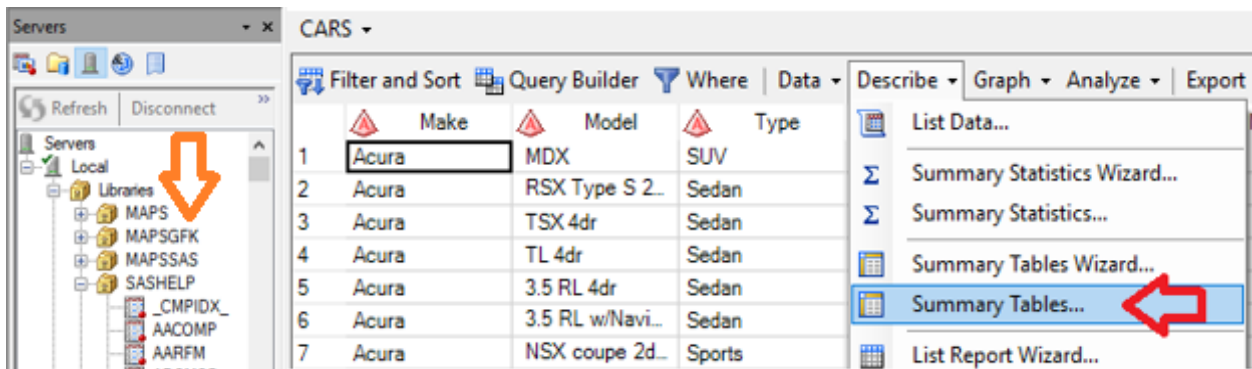 Servers
Refresh Disconnect »
Servers
Local
Libraries
MAPS
MAPSGFK
MAPSSAS
SASHELP
_CMPIDX_
AACOMP
AARFM
CARS
Filter and Sort Query Builder Where Data Describe Graph Analyze Export
Make Model Type
1 Acura MDX SUV
2 Acura RSX Type S 2... Sedan
3 Acura TSX 4dr Sedan
4 Acura TL 4dr Sedan
5 Acura 3.5 RL 4dr Sedan
6 Acura 3.5 RL w/Navi... Sedan
7 Acura NSX coupe 2d... Sports
List Data...
Σ Summary Statistics Wizard...
Σ Summary Statistics...
Summary Tables Wizard...
Summary Tables...
List Report Wizard...